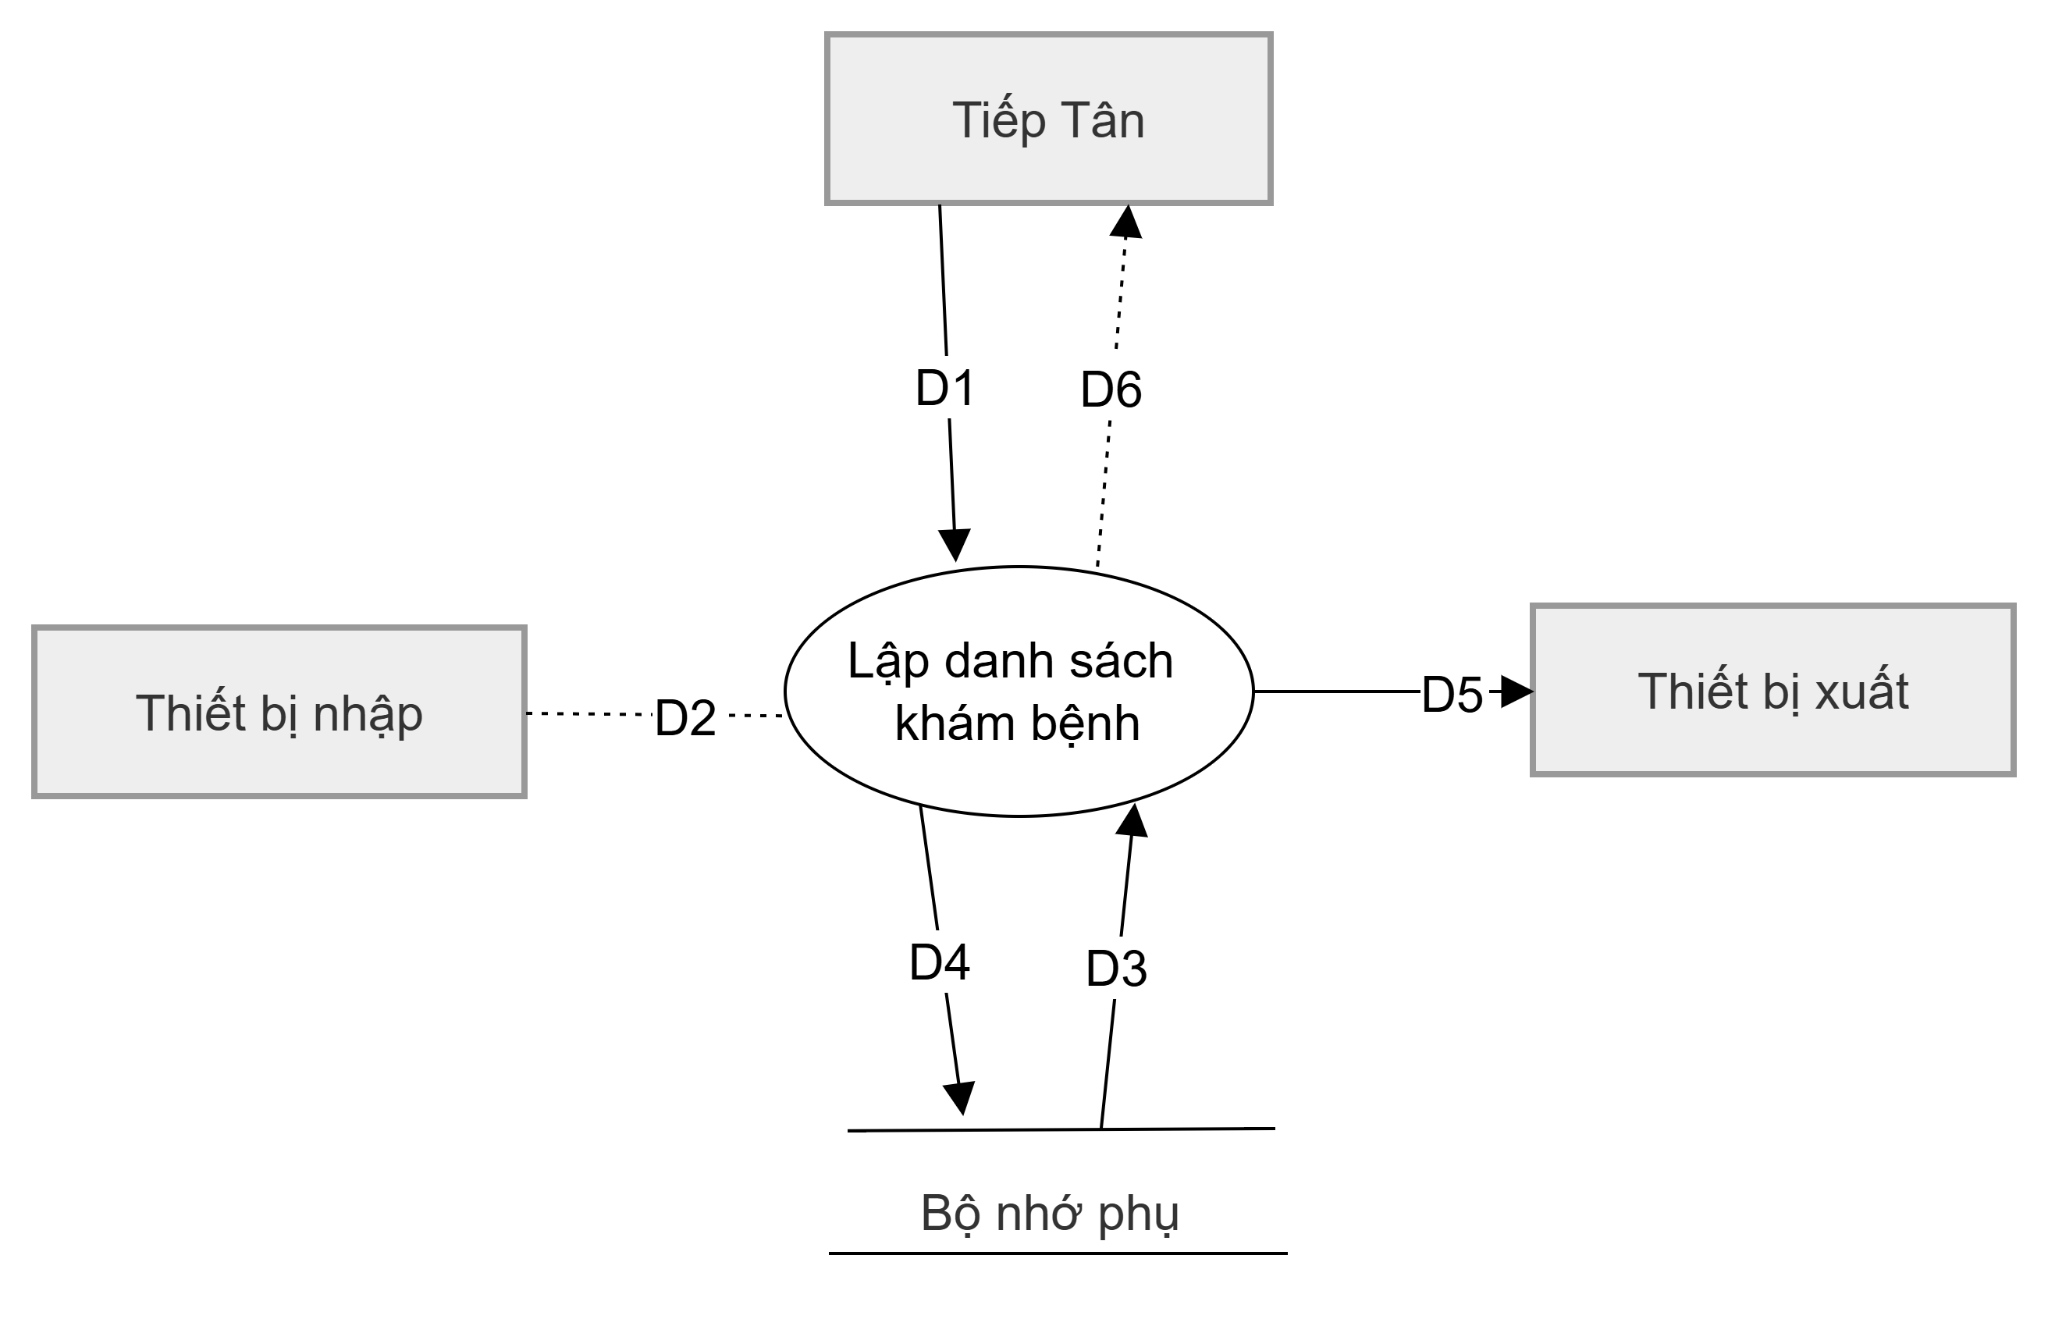 Tiếp Tân
D1
D6
Thiết bị nhập
D2
Lập danh sách
khám bệnh
D5
Thiết bị xuất
D4
D3
Bộ nhớ phụ